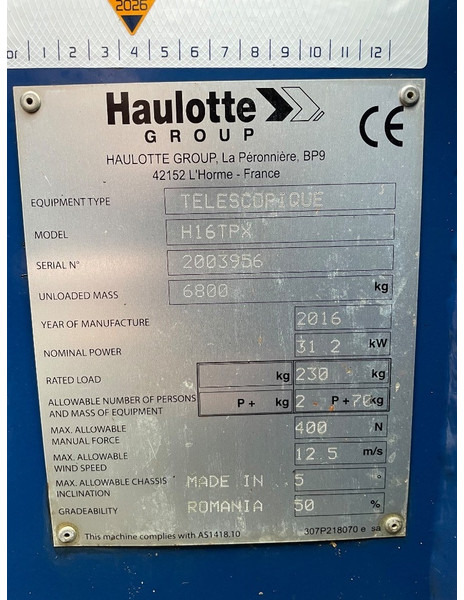 2026
or | 1 | 2 | 3 | 4 | 5 | 6 | 7 | 8 | 9 | 10 | 11 | 12 |
Haulotte
GROUP
CE
HAULOTTE GROUP, La Péronnière, BP9
42152 L'Horme - France
EQUIPMENT TYPE TELESCOPIQUE
MODEL H16TPX
SERIAL N° 2003956
UNLOADED MASS 6800 kg
YEAR OF MANUFACTURE 2016
NOMINAL POWER 31 2 kW
RATED LOAD kg 230 kg
ALLOWABLE NUMBER OF PERSONS
AND MASS OF EQUIPMENT P + kg 2 P + 70 kg
MAX. ALLOWABLE
MANUAL FORCE 400 N
MAX. ALLOWABLE
WIND SPEED 12.5 m/s
MAX. ALLOWABLE CHASSIS
INCLINATION MADE IN 5 °
GRADEABILITY ROMANIA 50 %
This machine complies with AS1418.10 307P218070 e sa